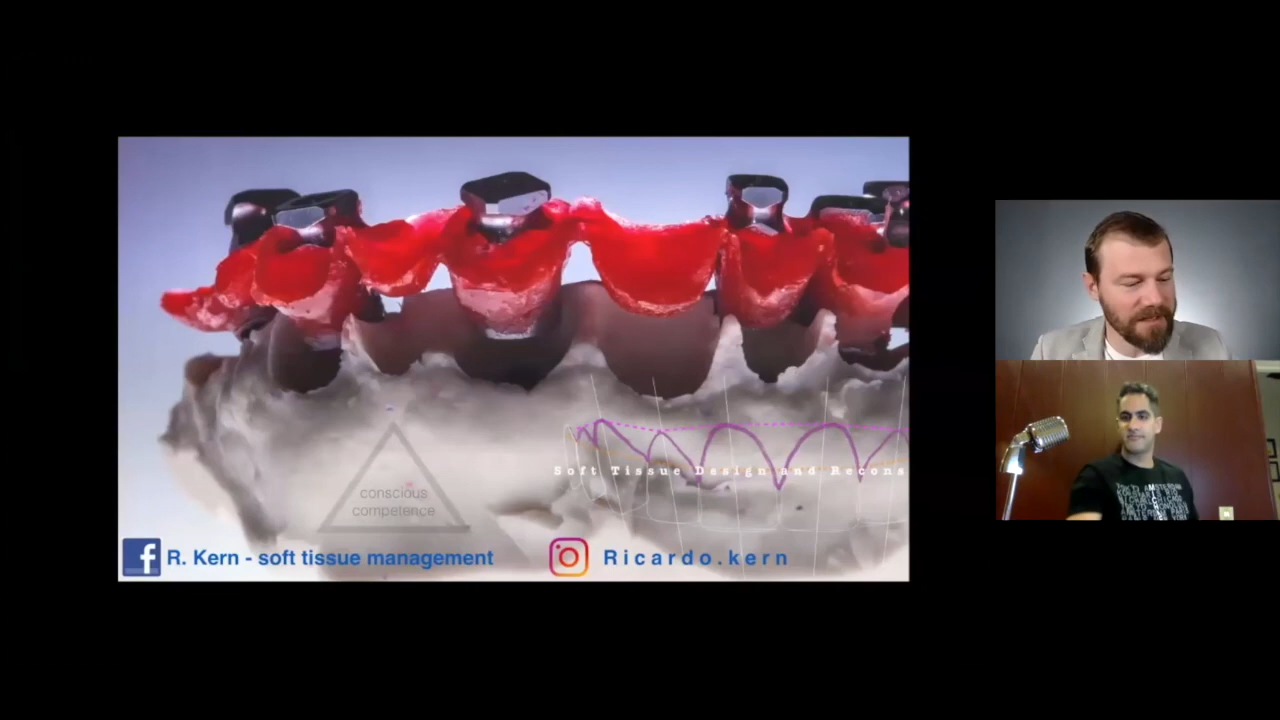 Soft Tissue Design and Recons
conscious
competence
R. Kern - soft tissue management
Ricardo.kern